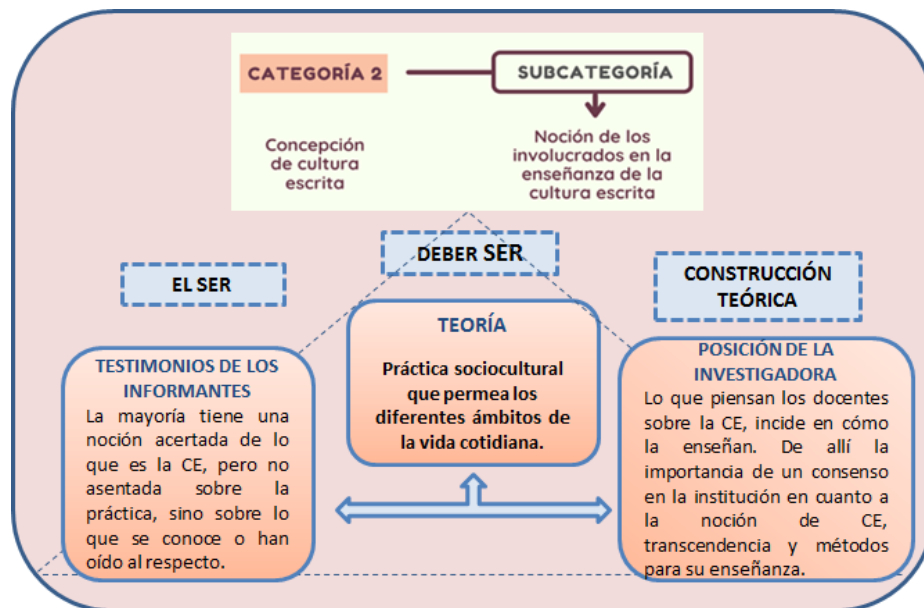 CATEGORÍA 2
SUBCATEGORÍA
Concepción
de cultura
escrita
Noción de los
involucrados en la
enseñanza de la
cultura escrita
EL SER
DEBER SER
CONSTRUCCIÓN
TEÓRICA
TESTIMONIOS DE LOS
INFORMANTES
La mayoría tiene una
noción acertada de lo
que es la CE, pero no
asentada sobre la
práctica, sino sobre lo
que se conoce o han
oído al respecto.
TEORÍA
Práctica sociocultural
que permea los
diferentes ámbitos de
la vida cotidiana.
POSICIÓN DE LA
INVESTIGADORA
Lo que piensan los docentes
sobre la CE, incide en cómo
la enseñan. De allí la
importancia de un consenso
en la institución en cuanto a
la noción de CE,
transcendencia y métodos
para su enseñanza.